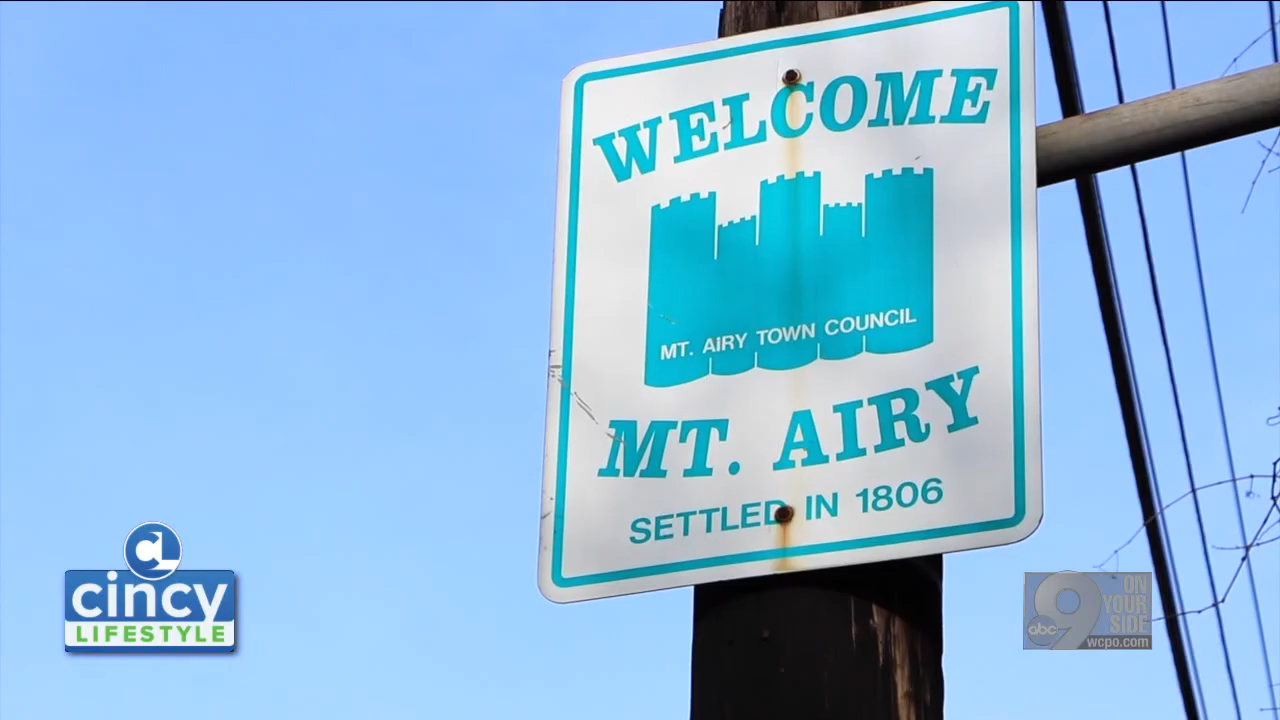 WELCOME
MT. AIRY TOWN COUNCIL
MT. AIRY
SETTLED IN 1806
CL
cincy
LIFESTYLE
9
abc
ON
YOUR
SIDE
wcpo.com